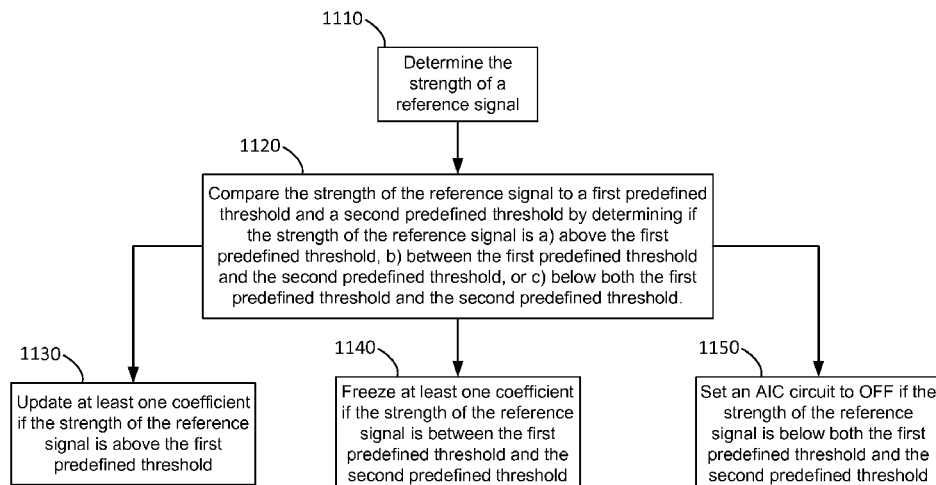 1110
Determine the
strength of a
reference signal
1120
Compare the strength of the reference signal to a first predefined
threshold and a second predefined threshold by determining if
the strength of the reference signal is a) above the first
predefined threshold, b) between the first predefined threshold
and the second predefined threshold, or c) below both the first
predefined threshold and the second predefined threshold.
1130
Update at least one coefficient
if the strength of the reference
signal is above the first
predefined threshold
1140
Freeze at least one coefficient
if the strength of the reference
signal is between the first
predefined threshold and the
second predefined threshold
1150
Set an AIC circuit to OFF if the
strength of the reference
signal is below both the first
predefined threshold and the
second predefined threshold